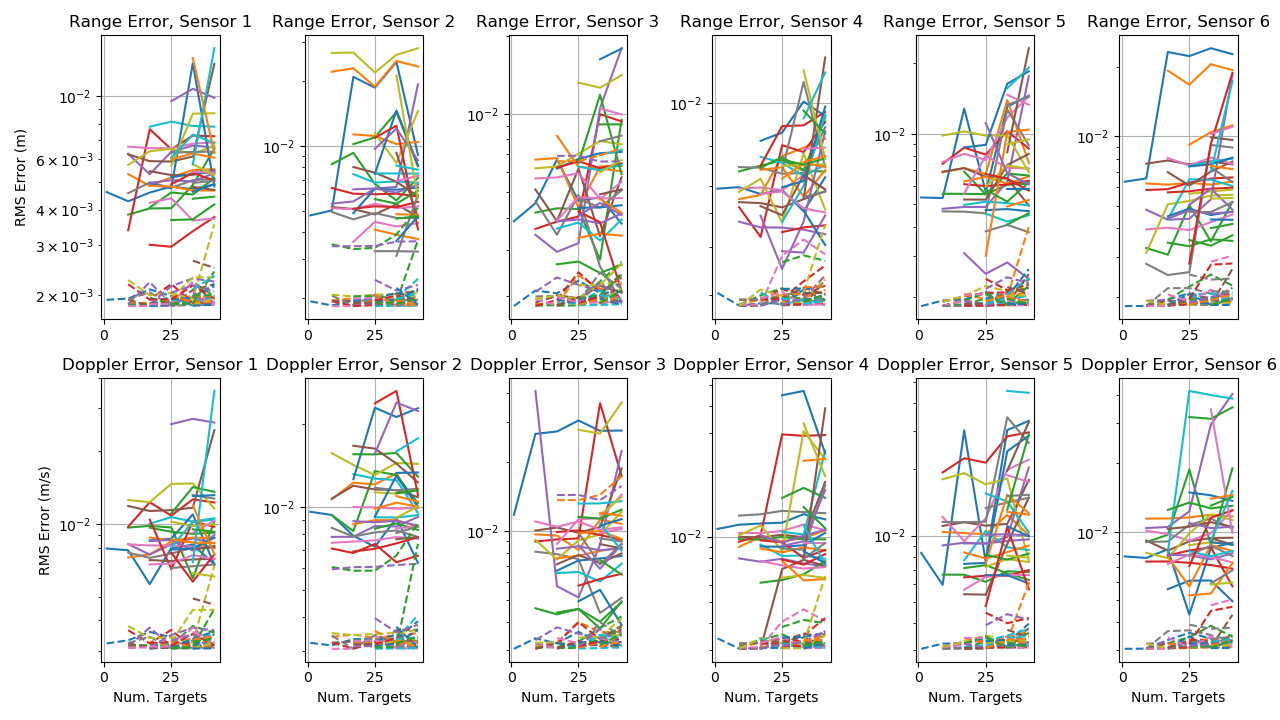 Range Error, Sensor 1
Range Error, Sensor 2
Range Error, Sensor 3
Range Error, Sensor 4
Range Error, Sensor 5
Range Error, Sensor 6
RMS Error (m)
10⁻²
6 × 10⁻³
4 × 10⁻³
3 × 10⁻³
2 × 10⁻³
10⁻²
10⁻²
10⁻²
10⁻²
10⁻²
0 25
0 25
0 25
0 25
0 25
0 25
Doppler Error, Sensor 1
Doppler Error, Sensor 2
Doppler Error, Sensor 3
Doppler Error, Sensor 4
Doppler Error, Sensor 5
Doppler Error, Sensor 6
RMS Error (m/s)
10⁻²
10⁻²
10⁻²
10⁻²
10⁻²
10⁻²
0 25
0 25
0 25
0 25
0 25
0 25
Num. Targets
Num. Targets
Num. Targets
Num. Targets
Num. Targets
Num. Targets